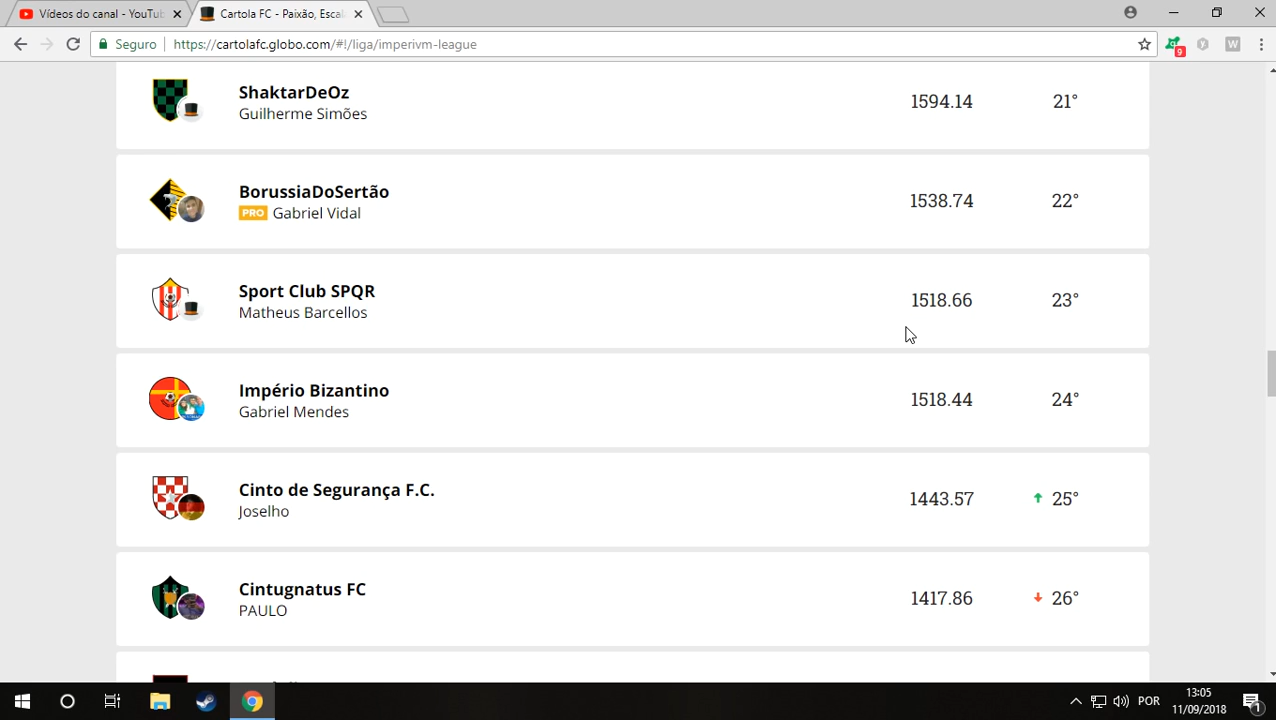 Vídeos do canal - YouTub
Cartola FC - Paixão, Escala
Seguro
https://cartolafc.globo.com/#!/liga/imperivm-league
9
W
ShaktarDeOz
Guilherme Simões
1594.14
21°
BorussiaDoSertão
PRO Gabriel Vidal
1538.74
22°
Sport Club SPQR
Matheus Barcellos
1518.66
23°
Império Bizantino
Gabriel Mendes
1518.44
24°
Cinto de Segurança F.C.
Joselho
1443.57
25°
Cintugnatus FC
PAULO
1417.86
26°
POR
13:05
11/09/2018
1